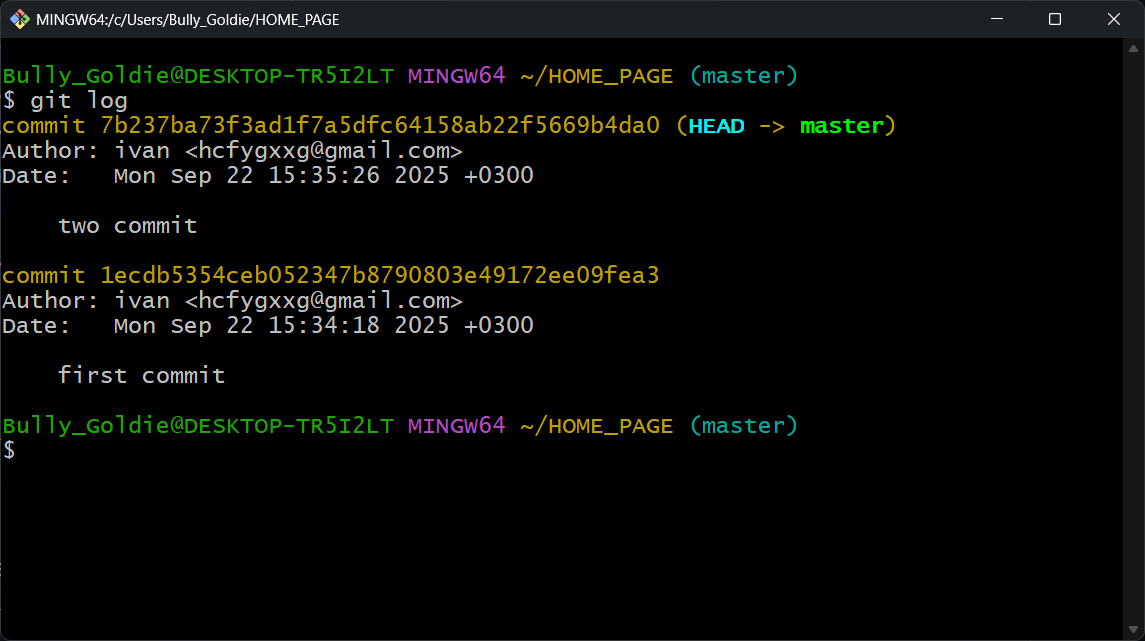 MINGW64:/c/Users/Bully_Goldie/HOME_PAGE
Bully_Goldie@DESKTOP-TR5I2LT MINGW64 ~/HOME_PAGE (master)
$ git log
commit 7b237ba73f3ad1f7a5dfc64158ab22f5669b4da0 (HEAD -> master)
Author: ivan <hcfygxxg@gmail.com>
Date:   Mon Sep 22 15:35:26 2025 +0300
    two commit
commit 1ecdb5354ceb052347b8790803e49172ee09fea3
Author: ivan <hcfygxxg@gmail.com>
Date:   Mon Sep 22 15:34:18 2025 +0300
    first commit
Bully_Goldie@DESKTOP-TR5I2LT MINGW64 ~/HOME_PAGE (master)
$